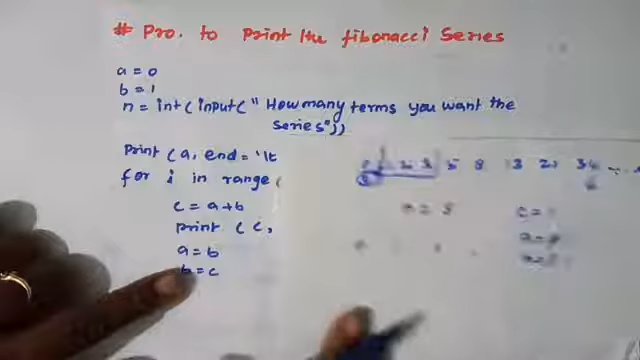 # Pro. to Print the fibonacci Series
a = 0
b = 1
n = int(input(" How many terms you want the
series"))
Print (a, end = '\t
for i in range (
c = a+b
print (c,
a = b
b = c
5 8 13 21 34
a = 5
c =